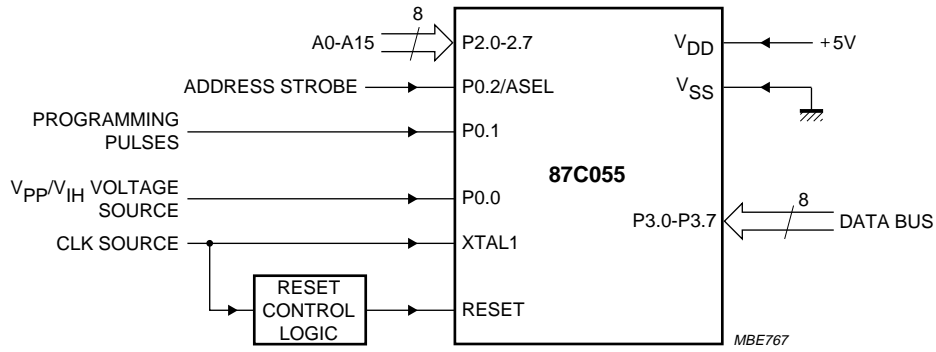 8
A0-A15
P2.0-2.7
ADDRESS STROBE
P0.2/ASEL
PROGRAMMING
PULSES
P0.1
VPP/VIH VOLTAGE
SOURCE
P0.0
CLK SOURCE
XTAL1
RESET
CONTROL
LOGIC
RESET
87C055
VDD
+5V
VSS
P3.0-P3.7
8
DATA BUS
MBE767